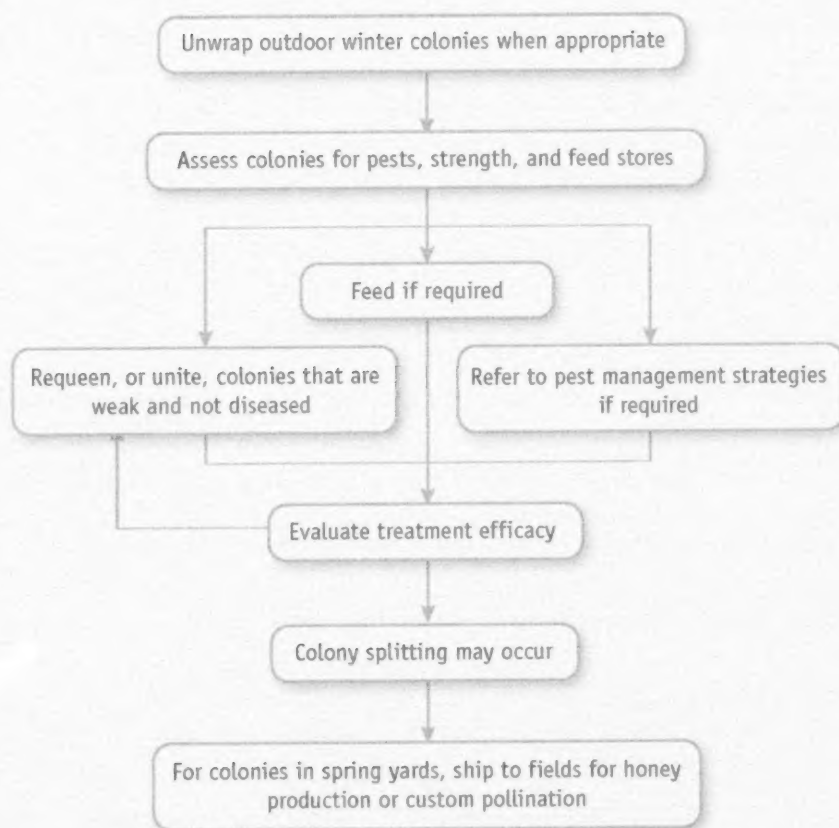 Unwrap outdoor winter colonies when appropriate
Assess colonies for pests, strength, and feed stores
Feed if required
Requeen, or unite, colonies that are
weak and not diseased
Refer to pest management strategies
if required
Evaluate treatment efficacy
Colony splitting may occur
For colonies in spring yards, ship to fields for honey
production or custom pollination